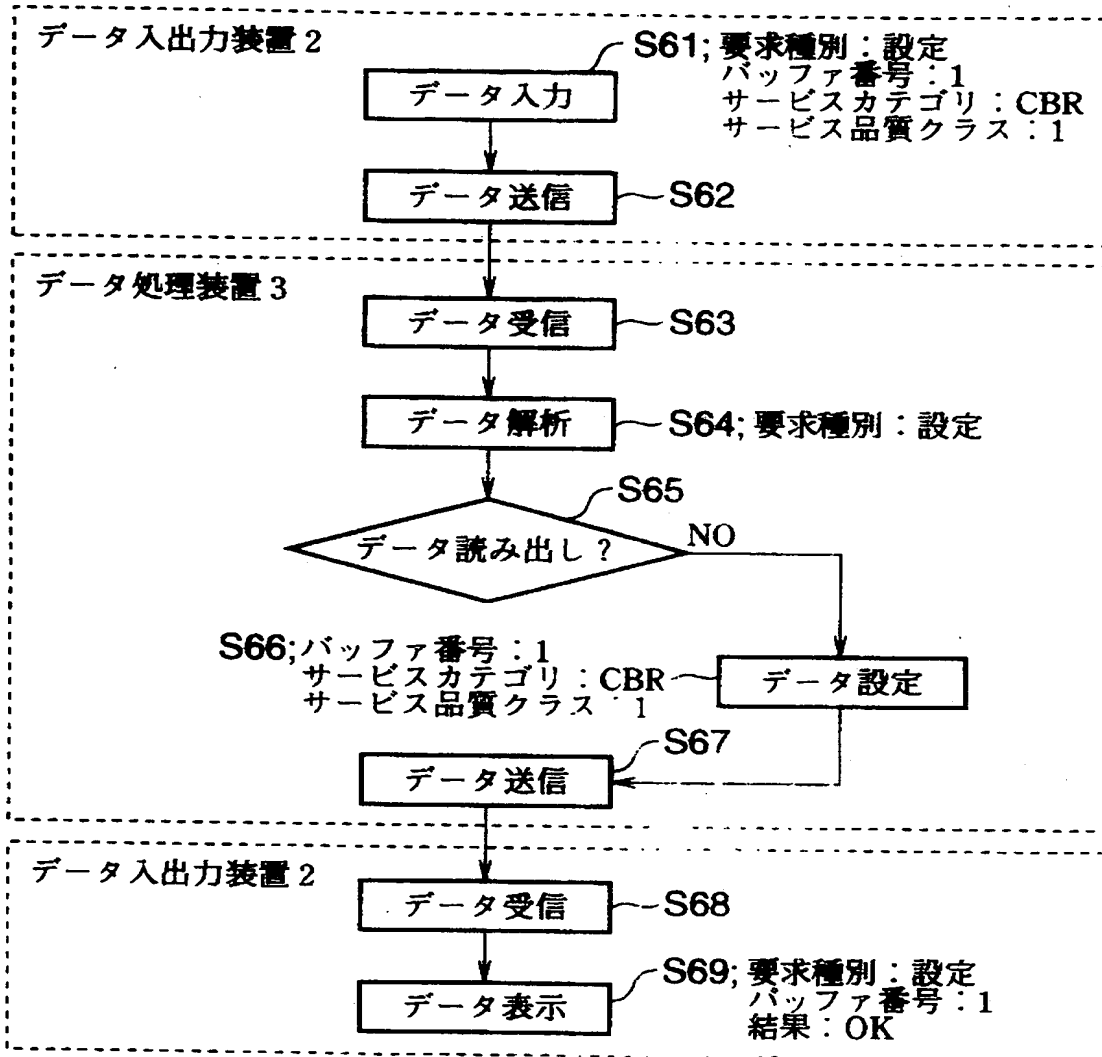 データ入出力装置2
S61;要求種別：設定
バッファ番号：1
サービスカテゴリ：CBR
サービス品質クラス：1
データ入力
データ送信
S62
データ処理装置3
データ受信
S63
データ解析
S64;要求種別：設定
S65
データ読み出し？
NO
S66;バッファ番号：1
サービスカテゴリ：CBR
サービス品質クラス：1
データ設定
S67
データ送信
データ入出力装置2
データ受信
S68
データ表示
S69;要求種別：設定
バッファ番号：1
結果：OK